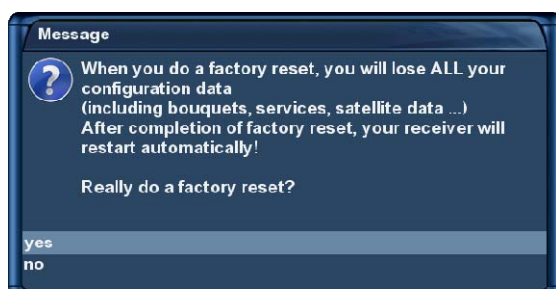 Message
When you do a factory reset, you will lose ALL your
configuration data
(including bouquets, services, satellite data ...)
After completion of factory reset, your receiver will
restart automatically!
Really do a factory reset?
yes
no